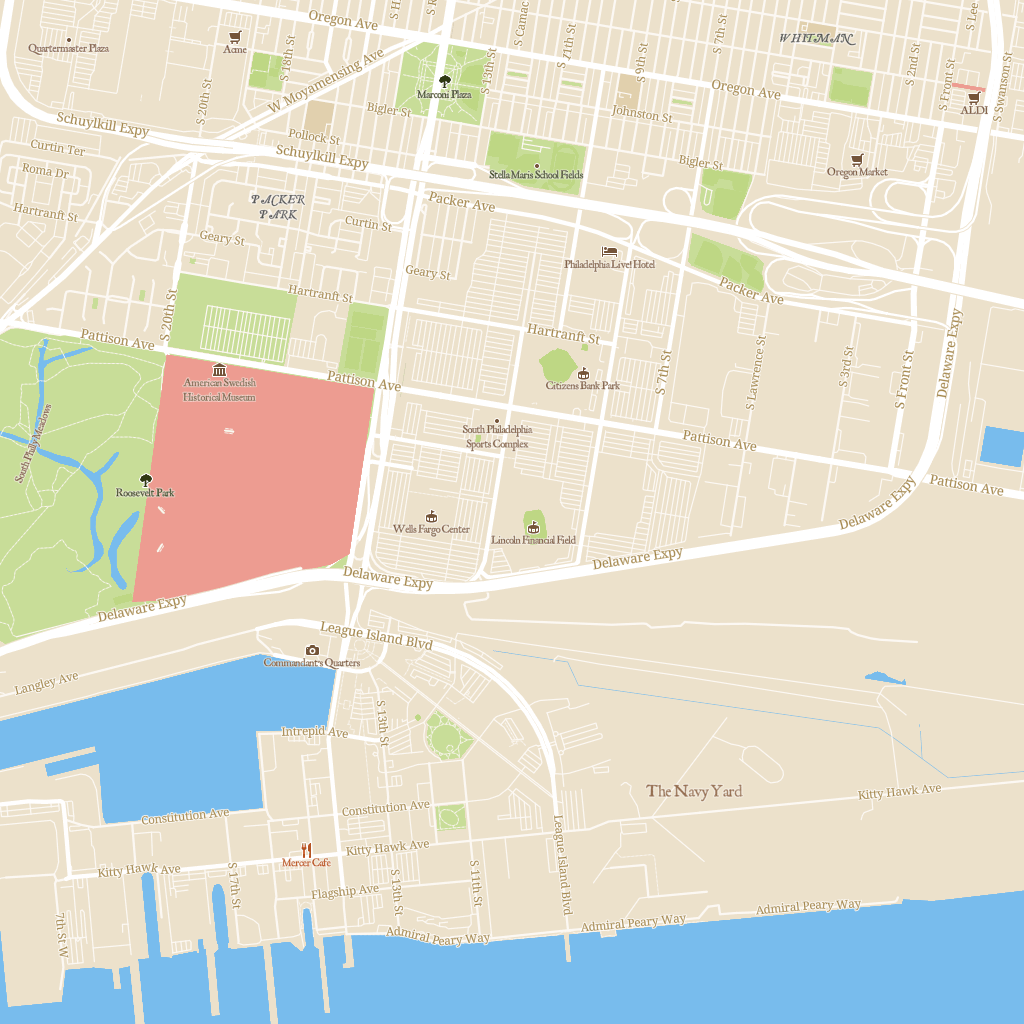 Oregon Ave
S 18th St
S Camac
S 13th St
S 11th St
S 9th St
S 7th St
WHITMAN
S 2nd St
S Front St
S Lee
S Swanson St
Quartermaster Plaza
Acme
W Moyamensing Ave
S 20th St
Marconi Plaza
Oregon Ave
ALDI
Bigler St
Johnston St
Schuylkill Expy
Pollock St
Curtin Ter
Schuylkill Expy
Stella Maris School Fields
Bigler St
Oregon Market
Roma Dr
PACKER
PARK
Packer Ave
Hartranft St
Curtin St
Geary St
Geary St
Philadelphia Live! Hotel
Packer Ave
Hartranft St
S 20th St
Pattison Ave
Hartranft St
S 7th St
S Lawrence St
S 3rd St
S Front St
Delaware Expy
American Swedish
Historical Museum
Pattison Ave
Citizens Bank Park
South Philly Meadows
South Philadelphia
Sports Complex
Pattison Ave
Roosevelt Park
Pattison Ave
Wells Fargo Center
Lincoln Financial Field
Delaware Expy
Delaware Expy
Delaware Expy
Delaware Expy
League Island Blvd
Commandant's Quarters
Langley Ave
Intrepid Ave
S 13th St
The Navy Yard
Kitty Hawk Ave
Constitution Ave
Constitution Ave
Kitty Hawk Ave
Mercer Cafe
Kitty Hawk Ave
S 17th St
Flagship Ave
S 13th St
S 11th St
League Island Blvd
7th St W
Admiral Peary Way
Admiral Peary Way
Admiral Peary Way